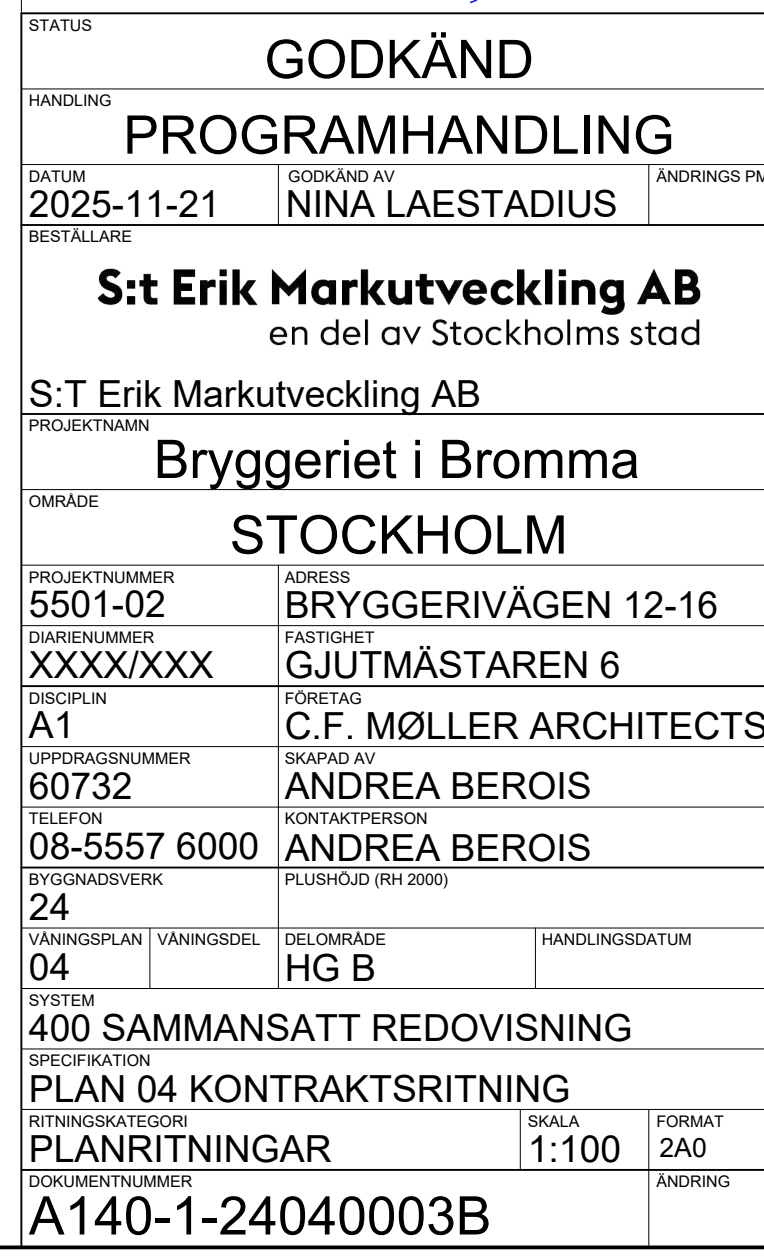 STATUS
GODKÄND
HANDLING
PROGRAMHANDLING
DATUM GODKÄND AV ÄNDRINGS PM
2025-11-21 NINA LAESTADIUS
BESTÄLLARE
S:t Erik Markutveckling AB
en del av Stockholms stad
S:T Erik Markutveckling AB
PROJEKTNAMN
Bryggeriet i Bromma
OMRÅDE
STOCKHOLM
PROJEKTNUMMER ADRESS
5501-02 BRYGGERIVÄGEN 12-16
DIARIENUMMER FASTIGHET
XXXX/XXX GJUTMÄSTAREN 6
DISCIPLIN FÖRETAG
A1 C.F. MØLLER ARCHITECTS
UPPDRAGSNUMMER SKAPAD AV
60732 ANDREA BEROIS
TELEFON KONTAKTPERSON
08-5557 6000 ANDREA BEROIS
BYGGNADSVERK PLUSHÖJD (RH 2000)
24
VÅNINGSPLAN VÅNINGSDEL DELOMRÅDE HANDLINGSDATUM
04 HG B
SYSTEM
400 SAMMANSATT REDOVISNING
SPECIFIKATION
PLAN 04 KONTRAKTSRITNING
RITNINGSKATEGORI SKALA FORMAT
PLANRITNINGAR 1:100 2A0
DOKUMENTNUMMER ÄNDRING
A140-1-24040003B